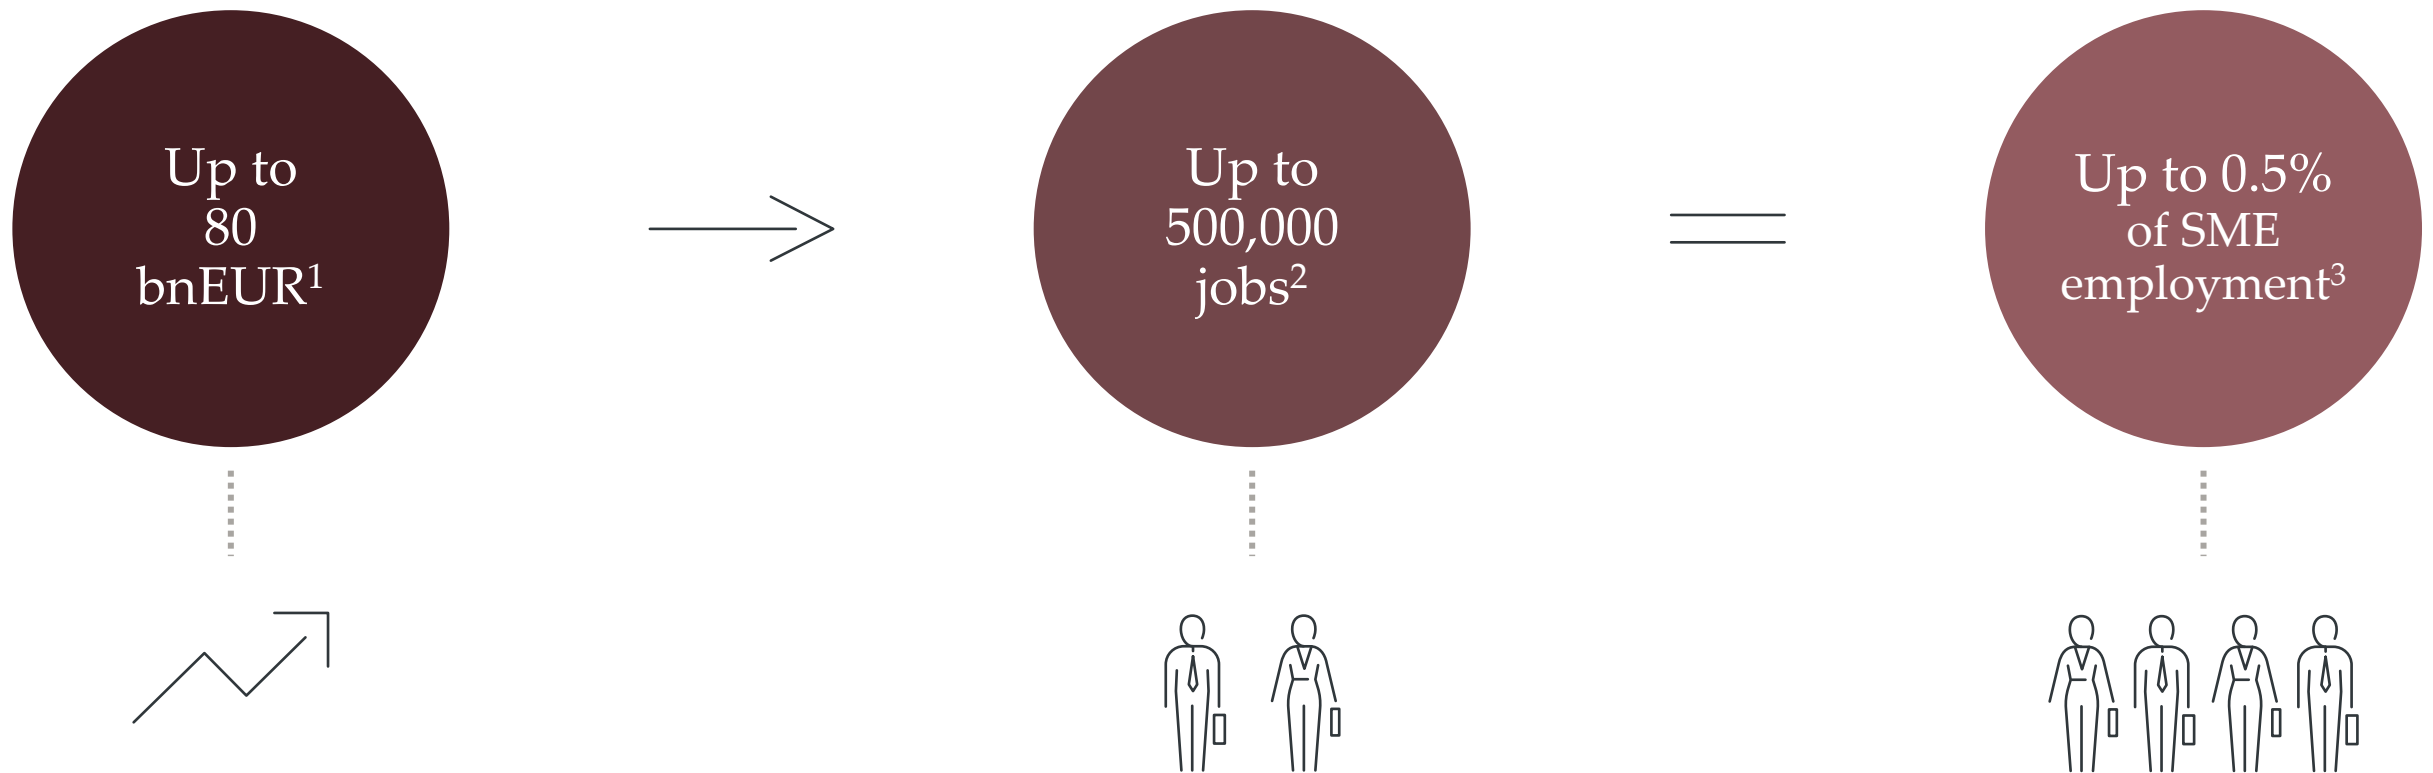 Up to
80
bnEUR¹
Up to
500,000
jobs²
Up to 0.5%
of SME
employment³